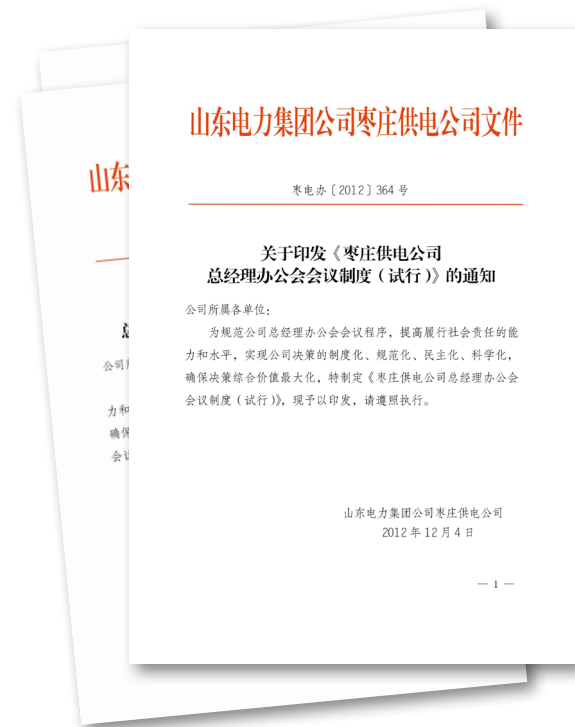 山东电力集团公司枣庄供电公司文件
枣电办〔2012〕364 号
关于印发《枣庄供电公司
总经理办公会会议制度（试行）》的通知
公司所属各单位：
为规范公司总经理办公会会议程序，提高履行社会责任的能
力和水平，实现公司决策的制度化、规范化、民主化、科学化，
确保决策综合价值最大化，特制定《枣庄供电公司总经理办公会
会议制度（试行）》，现予以印发，请遵照执行。
山东电力集团公司枣庄供电公司
2012 年 12 月 4 日
— 1 —
山东
总
公司所
力和
确保
会议